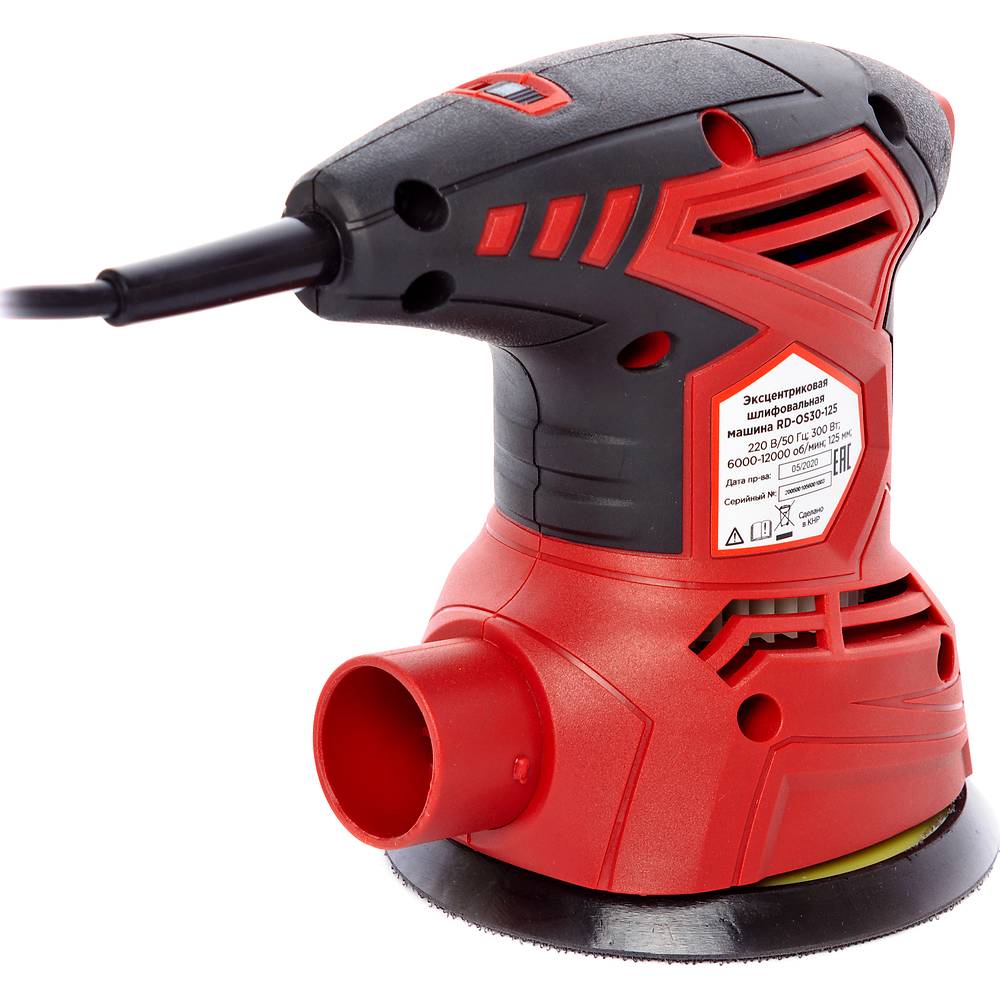 Эксцентриковая
шлифовальная
машина RD-OS30-125
220 В/50 Гц; 300 Вт;
6000-12000 об/мин; 125 мм;
Дата пр-ва: 05/2020
Серийный №:
EAC
Сделано
в КНР